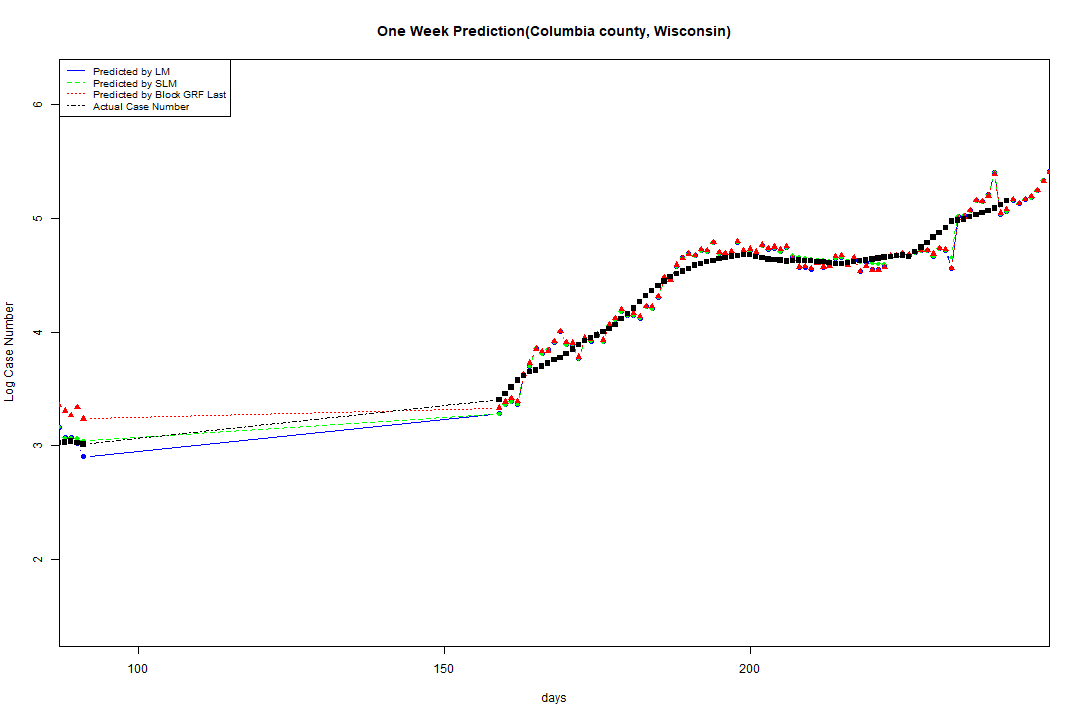 One Week Prediction(Columbia county, Wisconsin)
Predicted by LM
Predicted by SLM
Predicted by Block GRF Last
Actual Case Number
6
5
4
3
2
Log Case Number
100 150 200
days